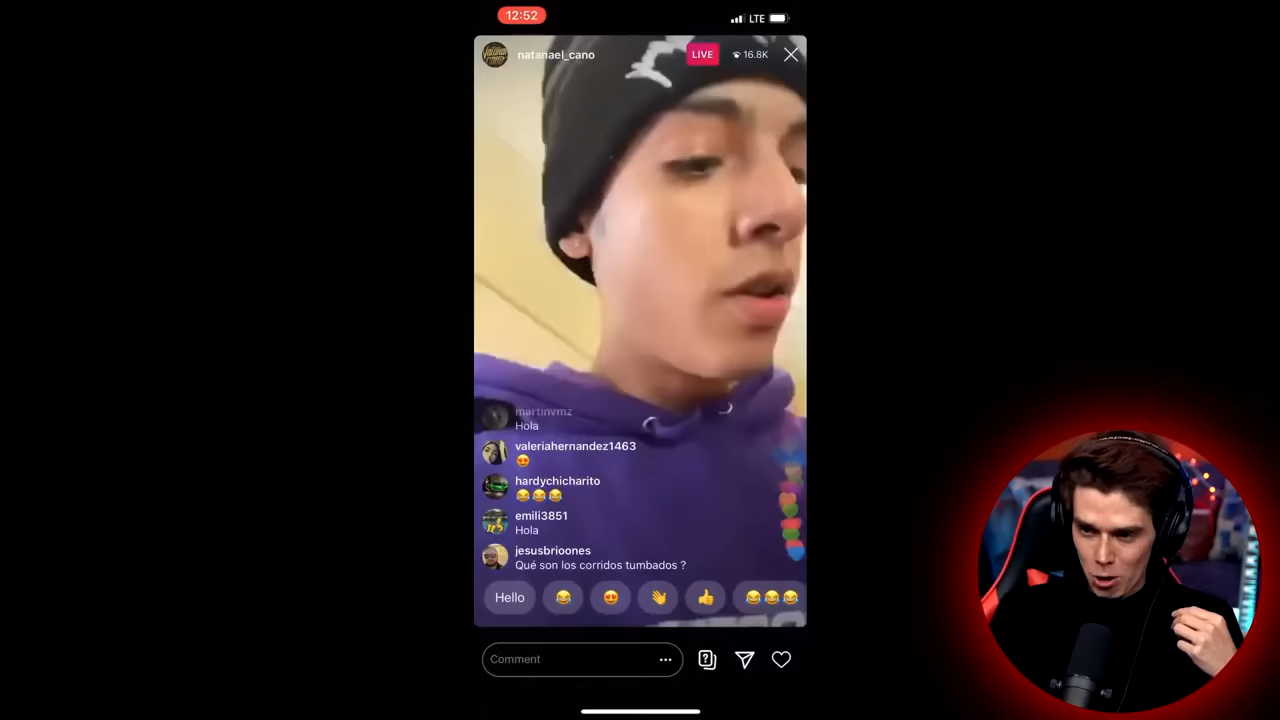 12:52
LTE
natanael_cano
LIVE
16.8K
martinvmz
Hola
valeriahernandez1463
😍
hardychicharito
😂😂😂
emili3851
Hola
jesusbrioones
Qué son los corridos tumbados ?
Hello 😂 😍 👋 👍 😂😂😂
Comment